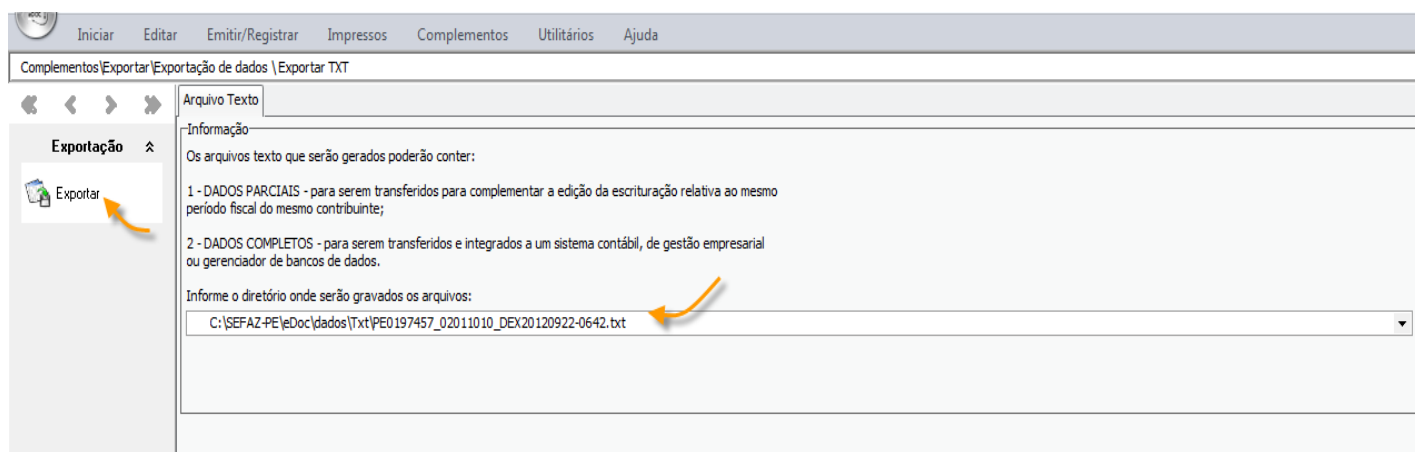 eDoc
Iniciar Editar Emitir/Registrar Impressos Complementos Utilitários Ajuda
Complementos\Exportar\Exportação de dados \ Exportar TXT
Arquivo Texto
Exportação
Exportar
Informação
Os arquivos texto que serão gerados poderão conter:
1 - DADOS PARCIAIS - para serem transferidos para complementar a edição da escrituração relativa ao mesmo
período fiscal do mesmo contribuinte;
2 - DADOS COMPLETOS - para serem transferidos e integrados a um sistema contábil, de gestão empresarial
ou gerenciador de bancos de dados.
Informe o diretório onde serão gravados os arquivos:
C:\SEFAZ-PE\eDoc\dados\Txt\PE0197457_02011010_DEX20120922-0642.txt